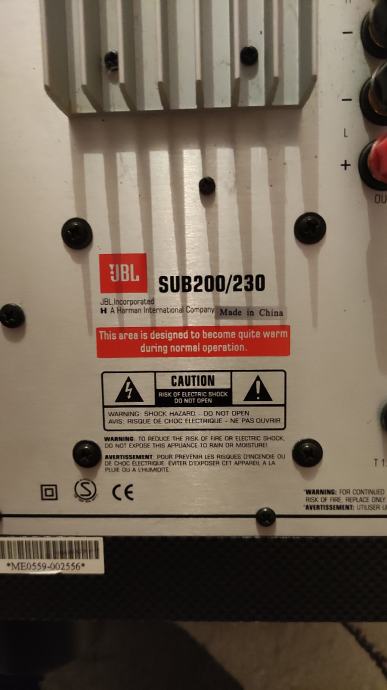 -
-
L
+
OU
JBL
SUB200/230
JBL Incorporated
H A Harman International Company
Made in China
This area is designed to become quite warm
during normal operation.
CAUTION
RISK OF ELECTRIC SHOCK
DO NOT OPEN
WARNING: SHOCK HAZARD - DO NOT OPEN
AVIS: RISQUE DE CHOC ELECTRIQUE - NE PAS OUVRIR
WARNING: TO REDUCE THE RISK OF FIRE OR ELECTRIC SHOCK,
DO NOT EXPOSE THIS APPLIANCE TO RAIN OR MOISTURE!
AVERTISSEMENT: POUR PREVENIR LES RISQUES D'INCENDIE OU
DE CHOC ELECTRIQUE. EVITER D'EXPOSER CET APPAREIL A LA
PLUIE OU A L'HUMIDITE.
T 1
S CE
*WARNING: FOR CONTINUED
RISK OF FIRE, REPLACE ONLY
*AVERTISSEMENT: UTILISER U
*ME0559-002556*